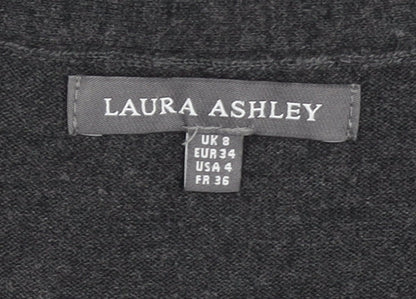 LAURA ASHLEY
UK 8
EUR 34
USA 4
FR 36